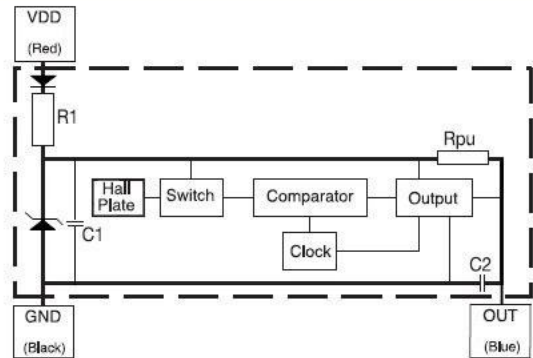 VDD
(Red)
R1
Rpu
Hall
Plate
Switch
Comparator
Output
C1
Clock
C2
GND
(Black)
OUT
(Blue)